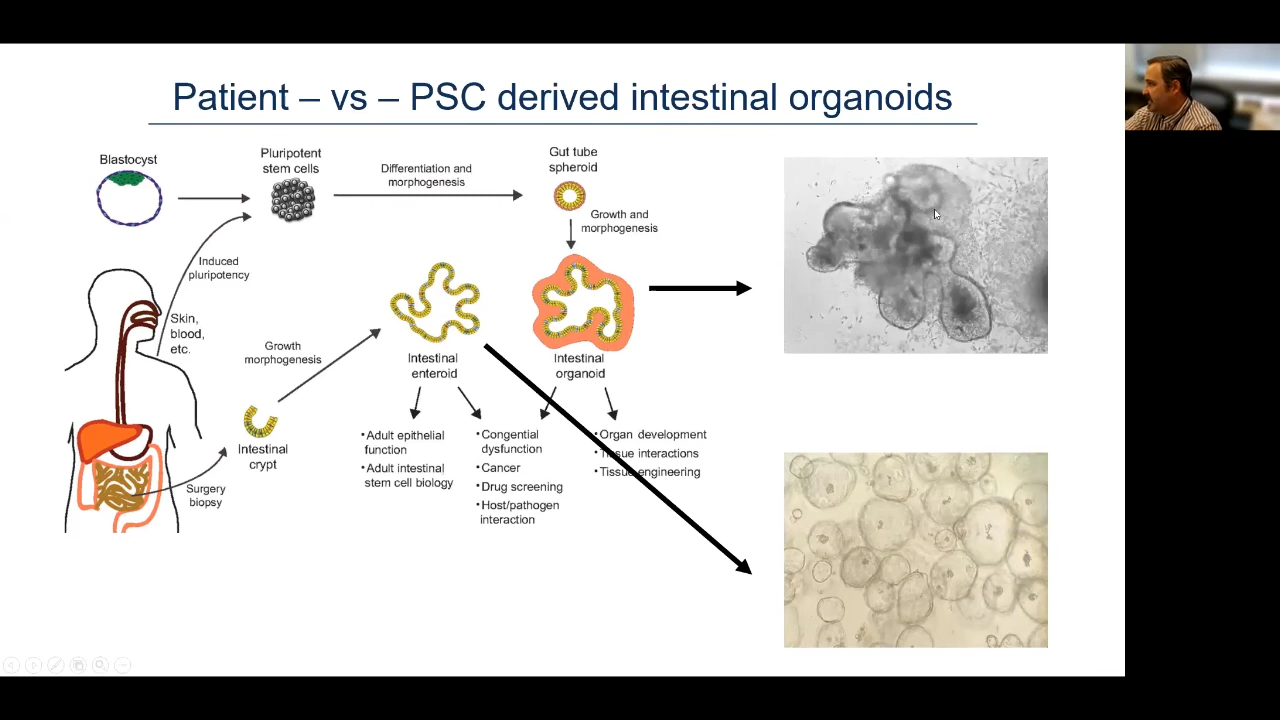 Patient – vs – PSC derived intestinal organoids
Blastocyst
Pluripotent
stem cells
Differentiation and
morphogenesis
Gut tube
spheroid
Growth and
morphogenesis
Induced
pluripotency
Skin,
blood,
etc.
Growth
morphogenesis
Intestinal
enteroid
Intestinal
organoid
Intestinal
crypt
Surgery
biopsy
•Adult epithelial
function
•Adult intestinal
stem cell biology
•Congential
dysfunction
•Cancer
•Drug screening
•Host/pathogen
interaction
•Organ development
•Tissue interactions
•Tissue engineering